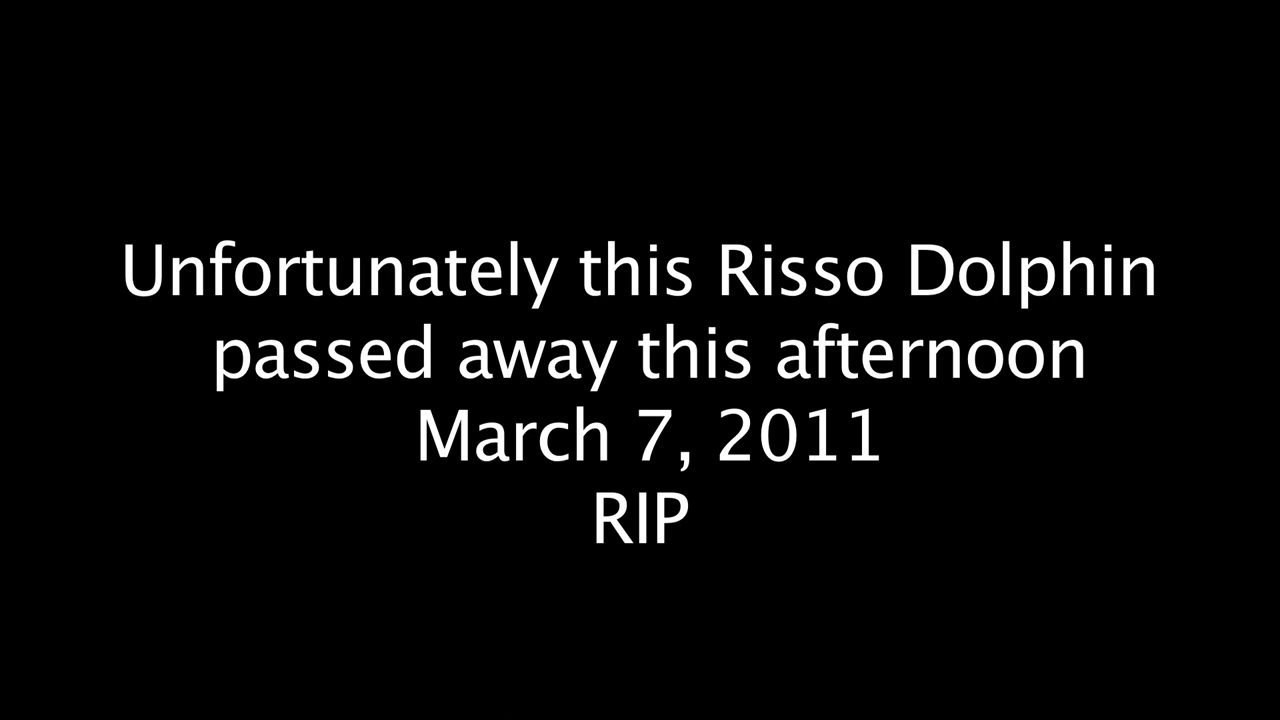 Unfortunately this Risso Dolphin
passed away this afternoon
March 7, 2011
RIP